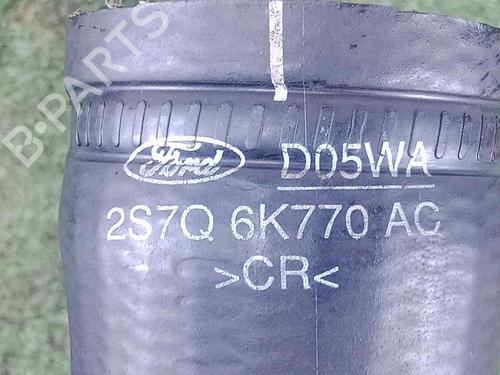 B-PARTS
Ford D05WA
2S7Q 6K770 AC
>CR<